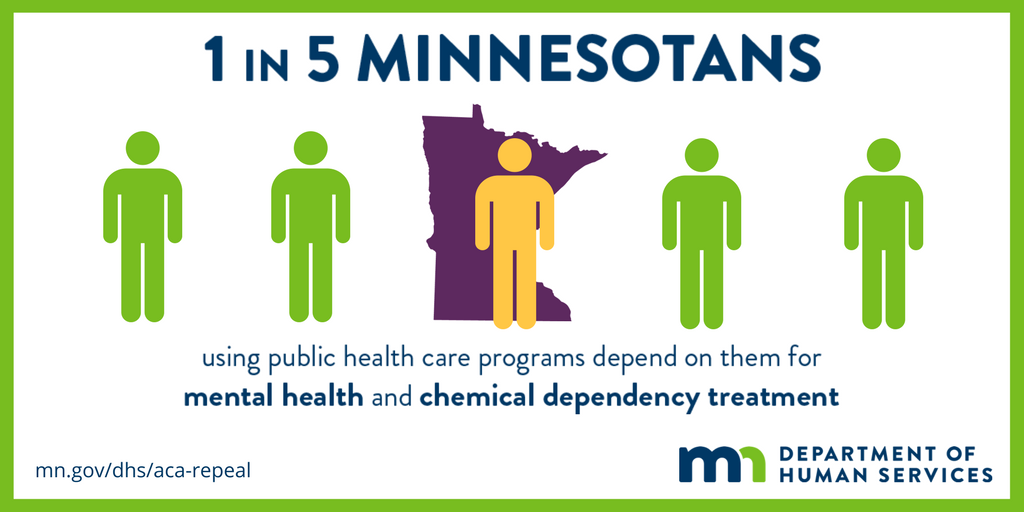 1 IN 5 MINNESOTANS
using public health care programs depend on them for
mental health and chemical dependency treatment
mn.gov/dhs/aca-repeal
mn DEPARTMENT OF
HUMAN SERVICES